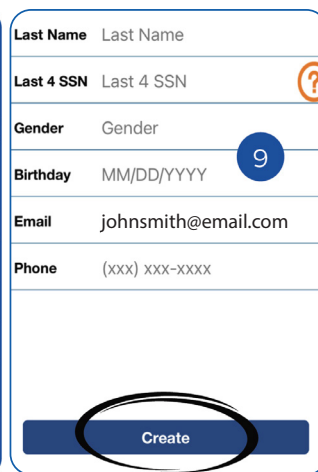 Last Name Last Name
Last 4 SSN Last 4 SSN ?
Gender Gender
9
Birthday MM/DD/YYYY
Email johnsmith@email.com
Phone (xxx) xxx-xxxx
Create